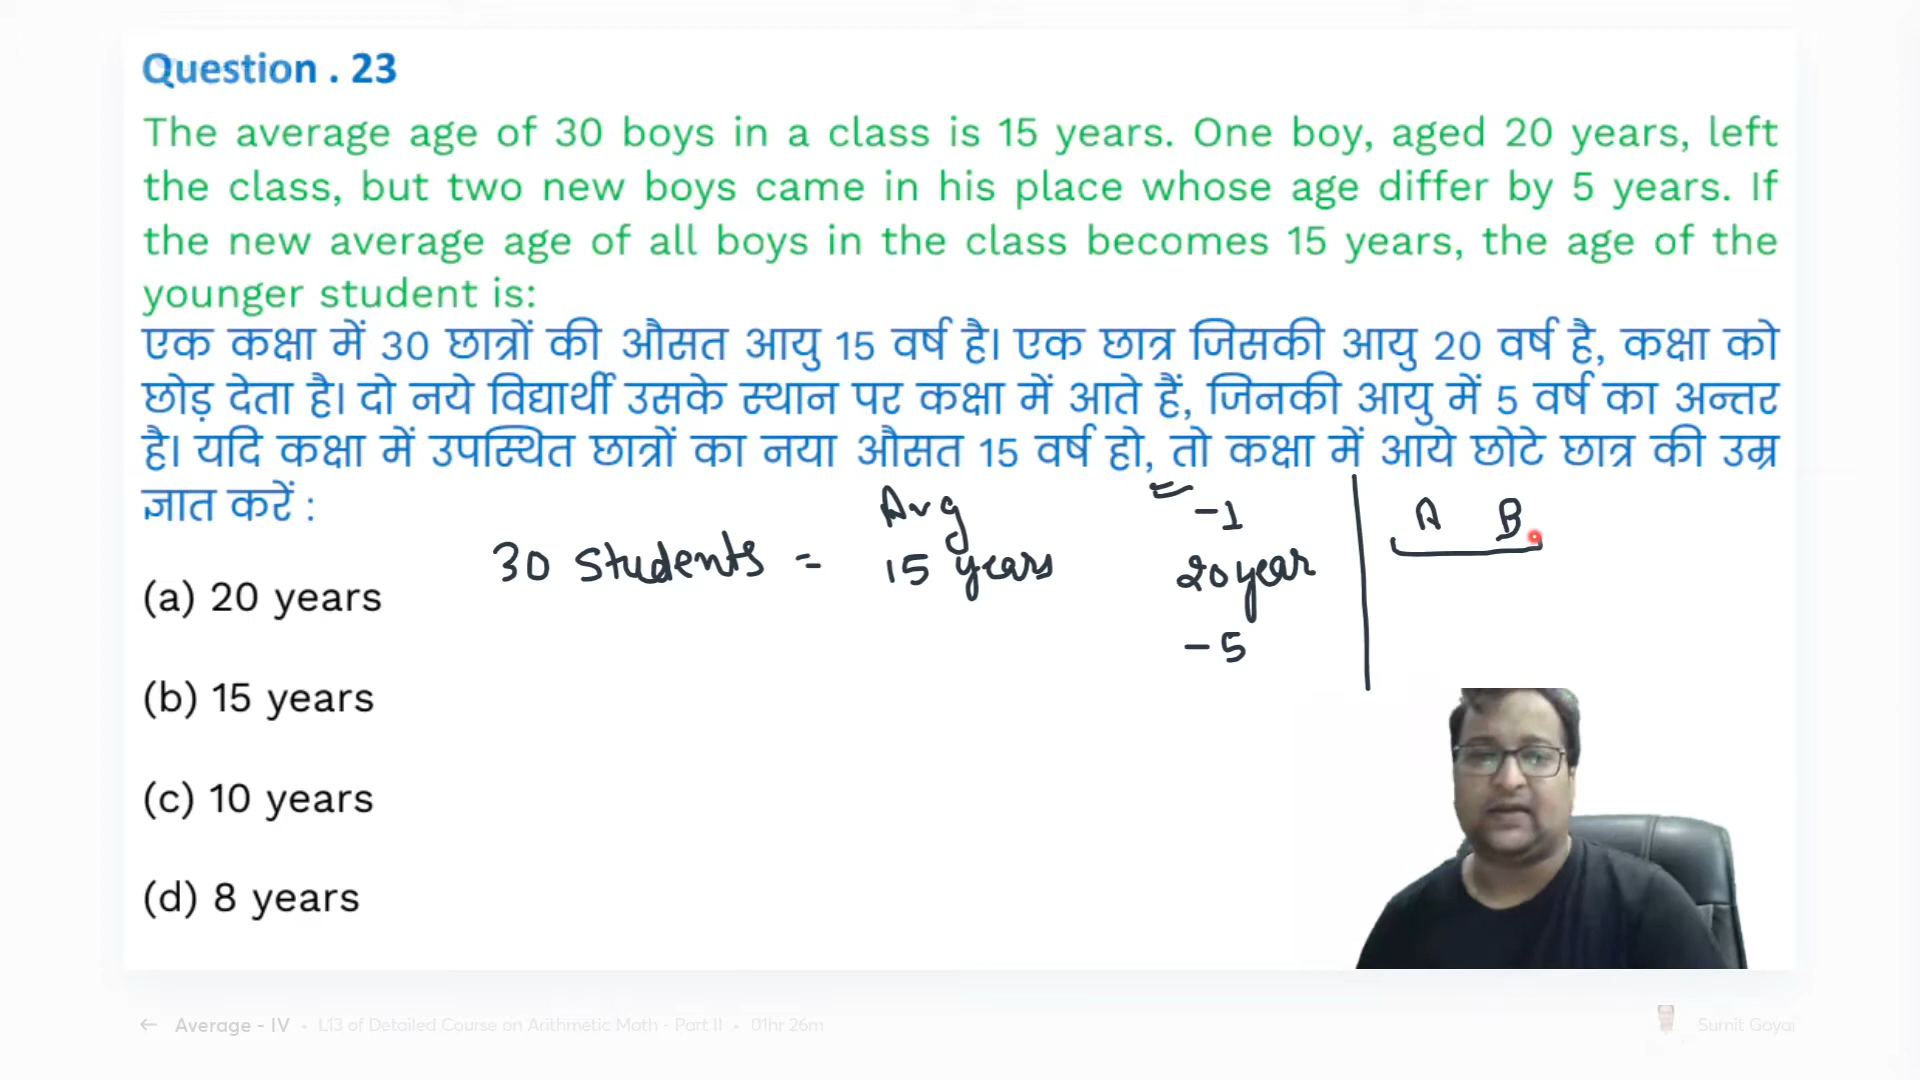 Question . 23
The average age of 30 boys in a class is 15 years. One boy, aged 20 years, left
the class, but two new boys came in his place whose age differ by 5 years. If
the new average age of all boys in the class becomes 15 years, the age of the
younger student is:
एक कक्षा में 30 छात्रों की औसत आयु 15 वर्ष है। एक छात्र जिसकी आयु 20 वर्ष है, कक्षा को
छोड़ देता है। दो नये विद्यार्थी उसके स्थान पर कक्षा में आते हैं, जिनकी आयु में 5 वर्ष का अन्तर
है। यदि कक्षा में उपस्थित छात्रों का नया औसत 15 वर्ष हो, तो कक्षा में आये छोटे छात्र की उम्र
ज्ञात करें :
Avg
-1
A B
30 Students = 15 years
20 year
-5
(a) 20 years
(b) 15 years
(c) 10 years
(d) 8 years
← Average - IV • L13 of Detailed Course on Arithmetic Math - Part II • 01hr 26m
Sumit Goyal